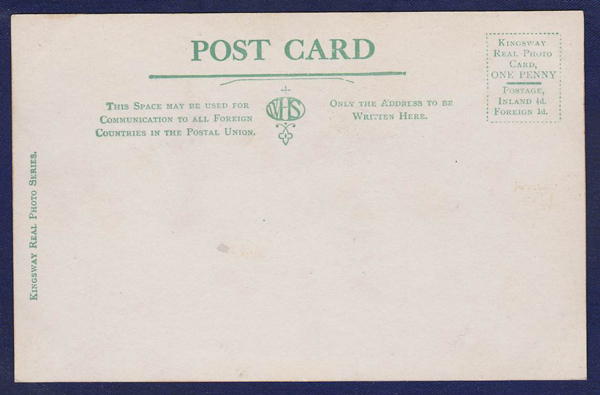 POST CARD
THIS SPACE MAY BE USED FOR
COMMUNICATION TO ALL FOREIGN
COUNTRIES IN THE POSTAL UNION.
WHS
ONLY THE ADDRESS TO BE
WRITTEN HERE.
KINGSWAY
REAL PHOTO
CARD,
ONE PENNY
POSTAGE,
INLAND ½d.
FOREIGN 1d.
KINGSWAY REAL PHOTO SERIES.